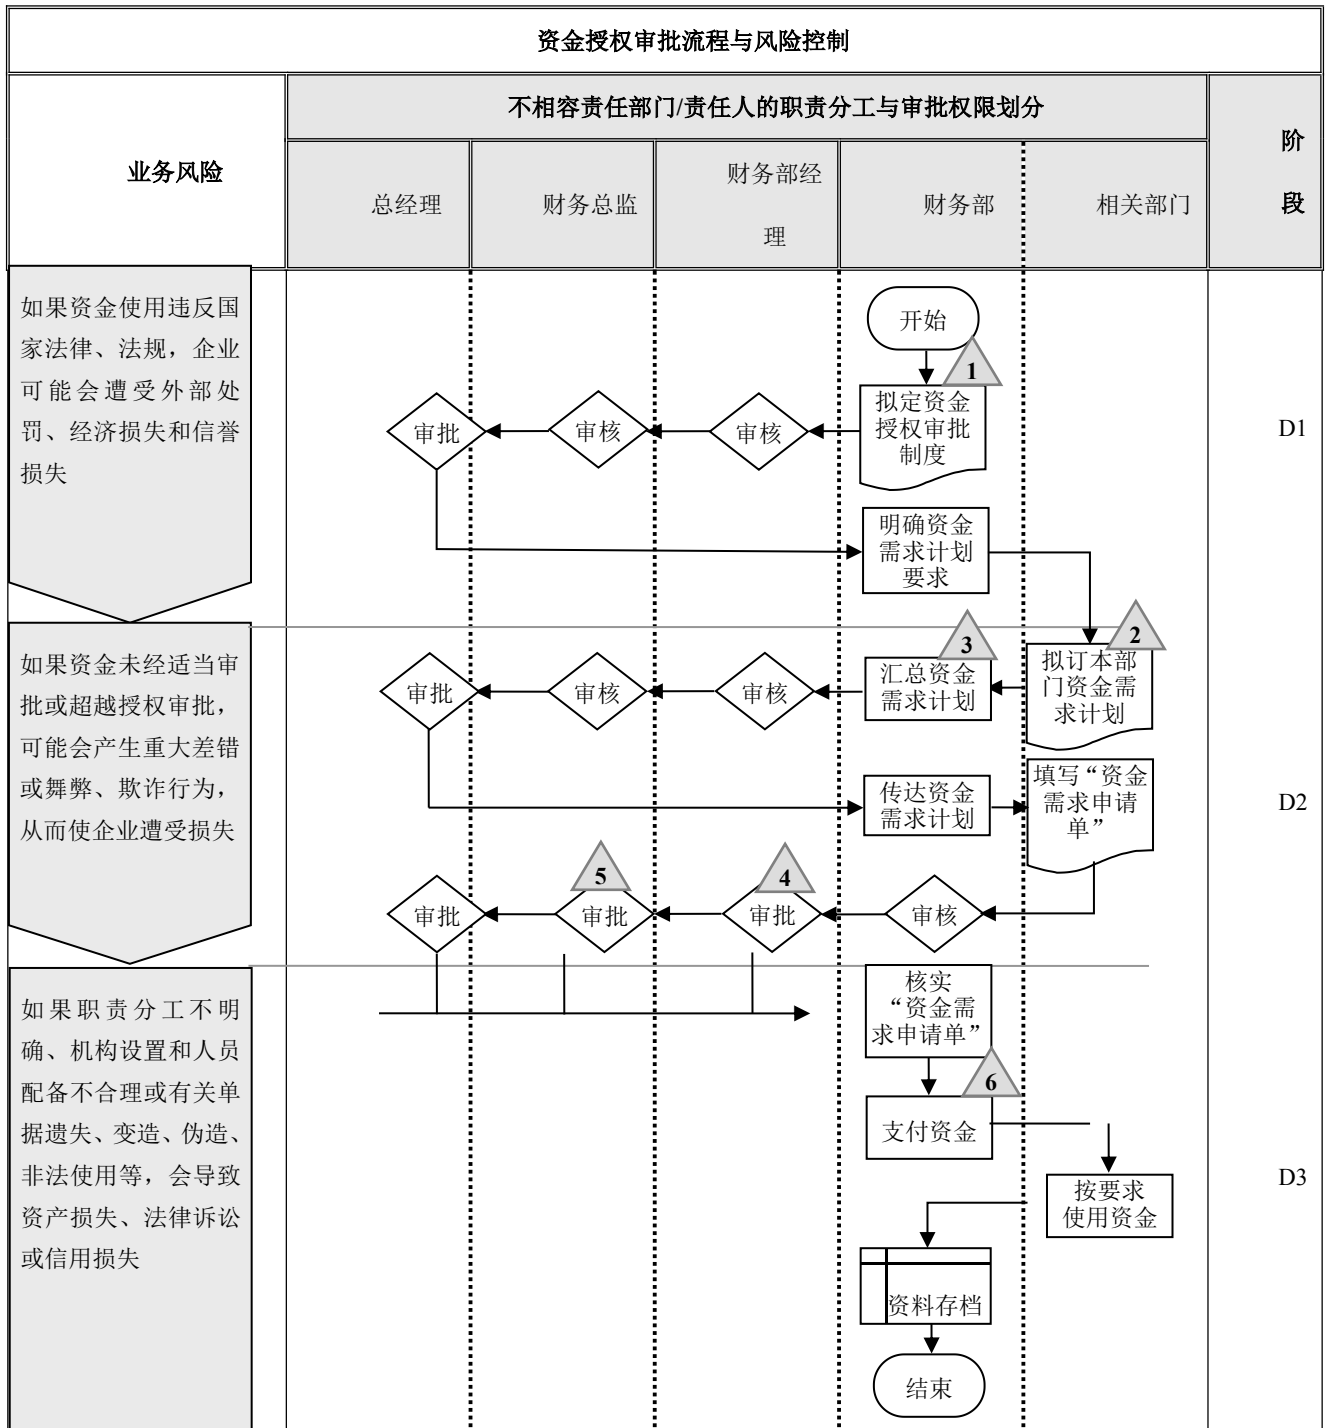 资金授权审批流程与风险控制
不相容责任部门/责任人的职责分工与审批权限划分
业务风险
阶
段
总经理
财务总监
财务部经
理
财务部
相关部门
如果资金使用违反国
家法律、法规，企业
可能会遭受外部处
罚、经济损失和信誉
损失
开始
1
拟定资金
授权审批
制度
审核
审核
审批
D1
明确资金
需求计划
要求
如果资金未经适当审
批或超越授权审批，
可能会产生重大差错
或舞弊、欺诈行为，
从而使企业遭受损失
2
拟订本部
门资金需
求计划
3
汇总资金
需求计划
审核
审核
审批
传达资金
需求计划
填写“资金
需求申请
单”
D2
审核
4
审批
5
审批
审批
如果职责分工不明
确、机构设置和人员
配备不合理或有关单
据遗失、变造、伪造、
非法使用等，会导致
资产损失、法律诉讼
或信用损失
核实
“资金需
求申请单”
6
支付资金
按要求
使用资金
D3
资料存档
结束